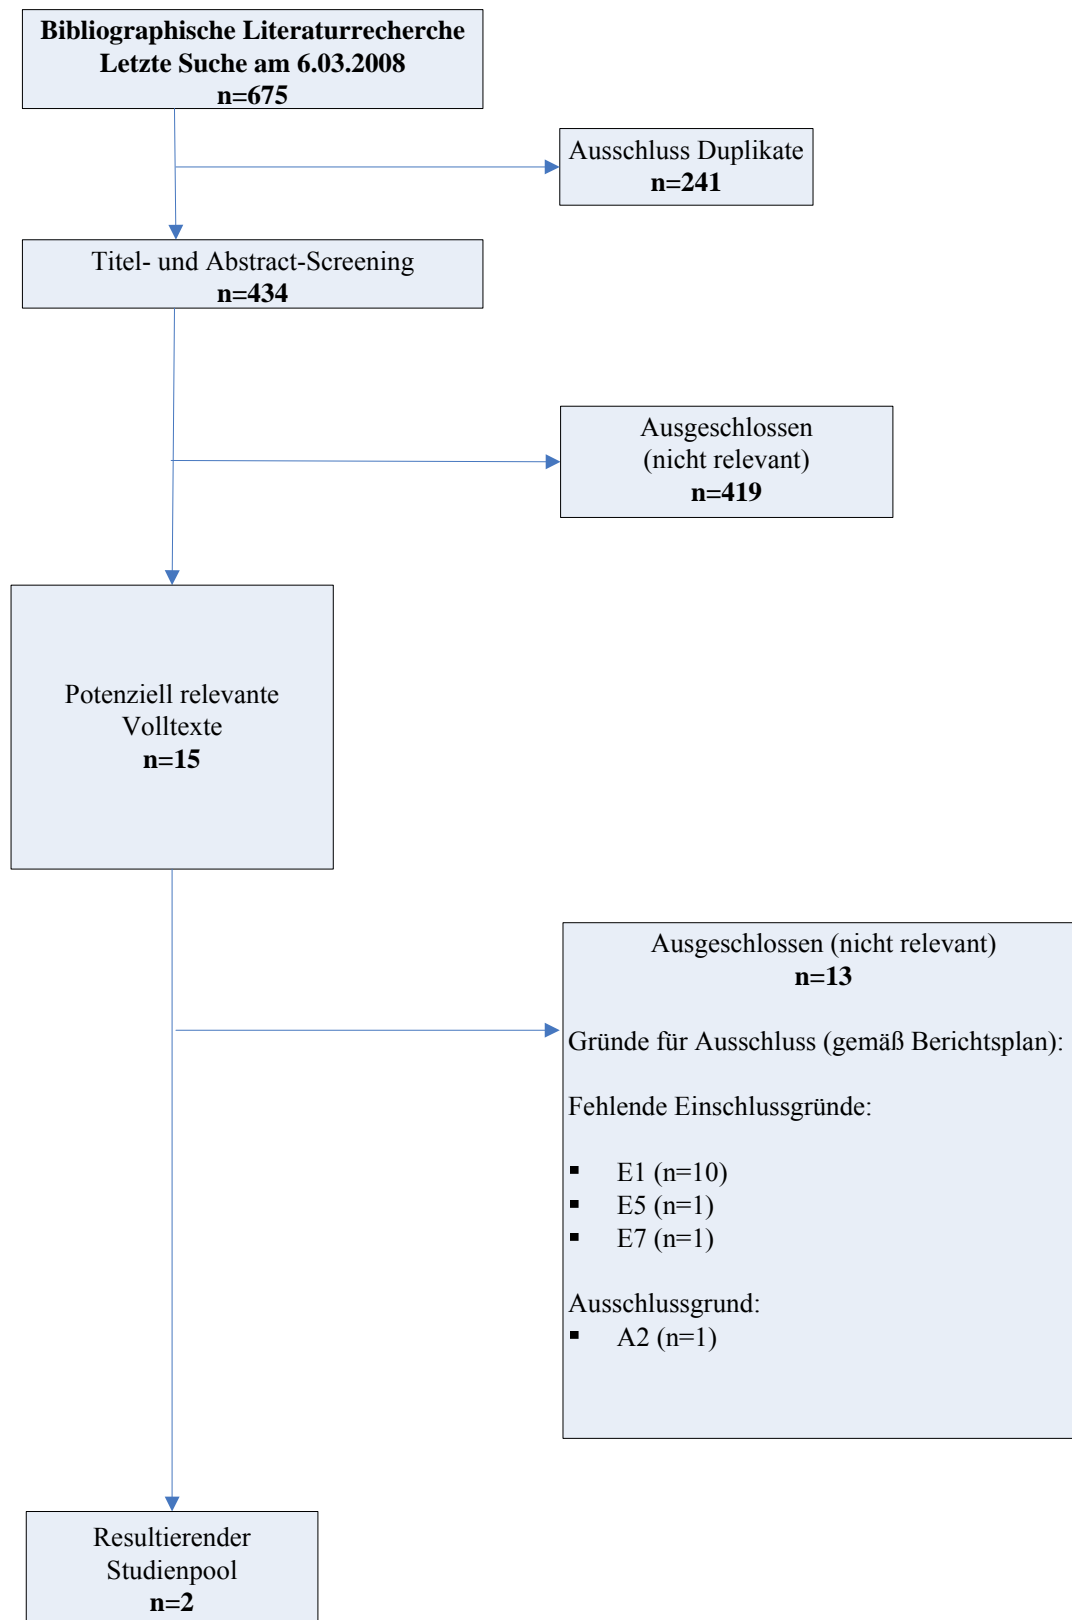 Bibliographische Literaturrecherche
Letzte Suche am 6.03.2008
n=675
Ausschluss Duplikate
n=241
Titel- und Abstract-Screening
n=434
Ausgeschlossen
(nicht relevant)
n=419
Potenziell relevante
Volltexte
n=15
Ausgeschlossen (nicht relevant)
n=13
Gründe für Ausschluss (gemäß Berichtsplan):
Fehlende Einschlussgründe:
▪ E1 (n=10)
▪ E5 (n=1)
▪ E7 (n=1)
Ausschlussgrund:
▪ A2 (n=1)
Resultierender
Studienpool
n=2